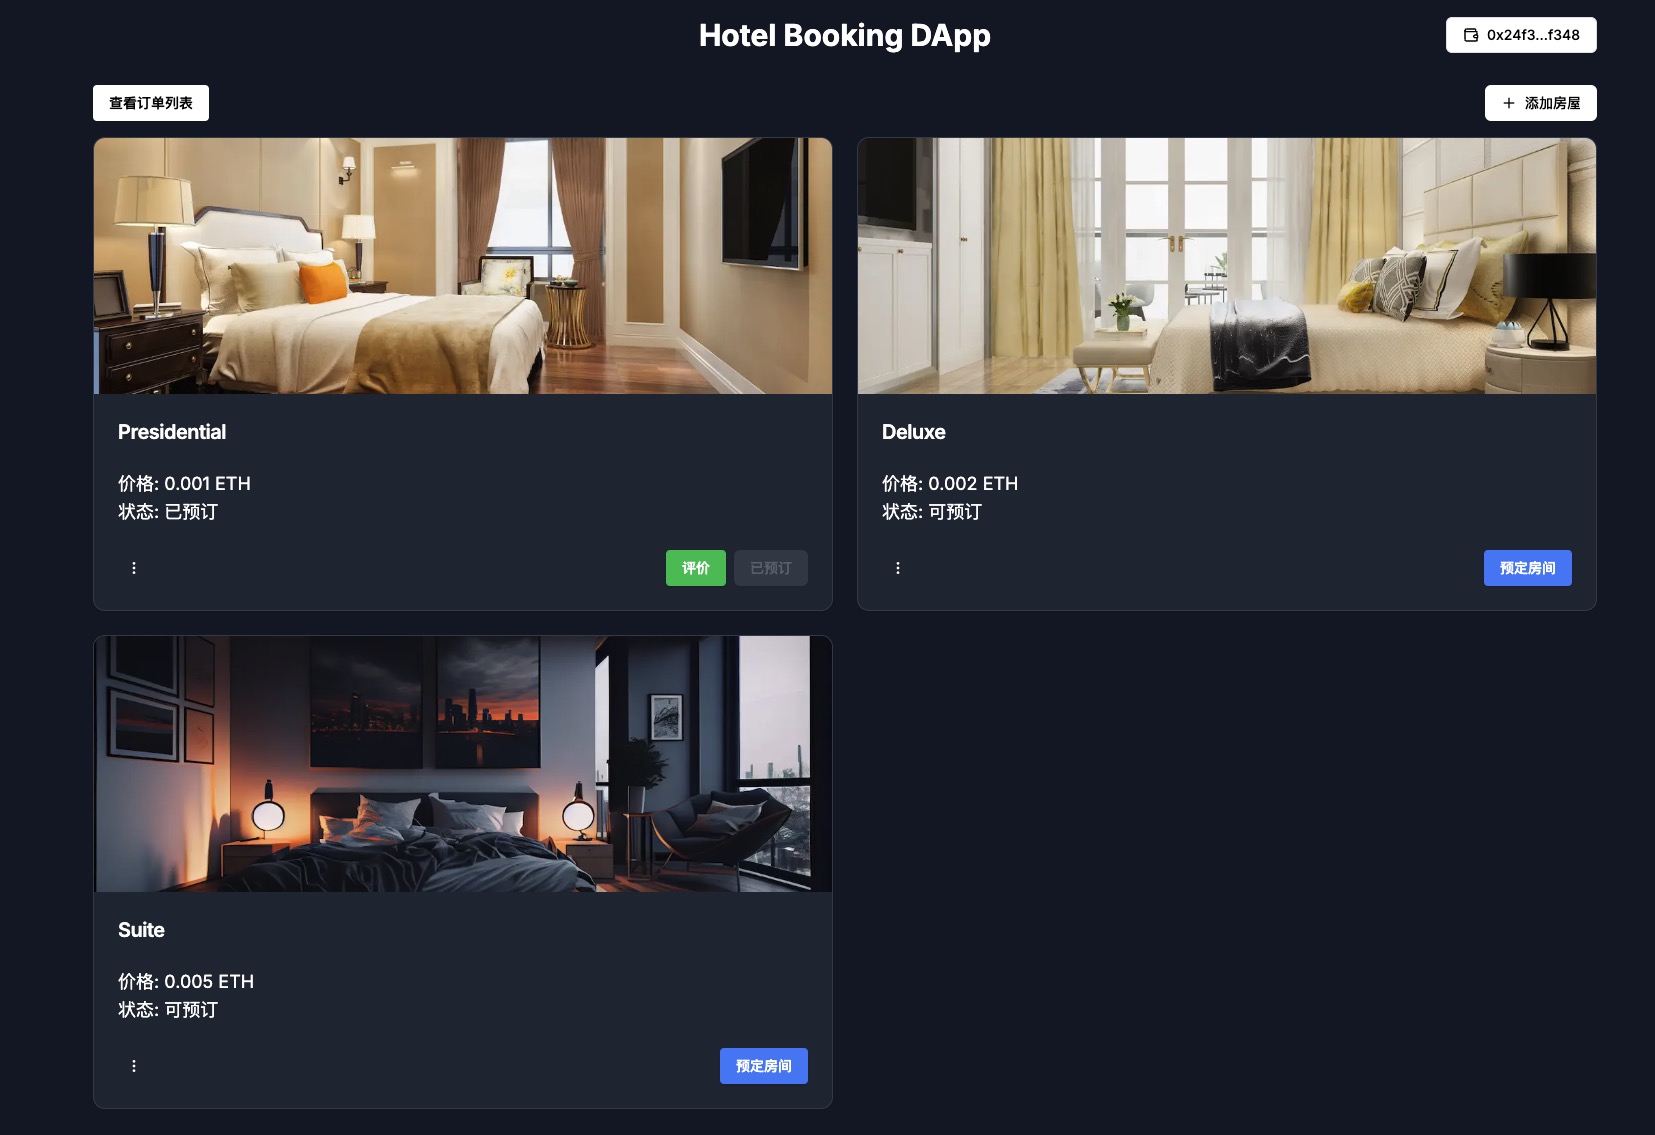 Hotel Booking DApp
0x24f3...f348
查看订单列表
添加房屋
Presidential
价格: 0.001 ETH
状态: 已预订
评价
已预订
Deluxe
价格: 0.002 ETH
状态: 可预订
预定房间
Suite
价格: 0.005 ETH
状态: 可预订
预定房间